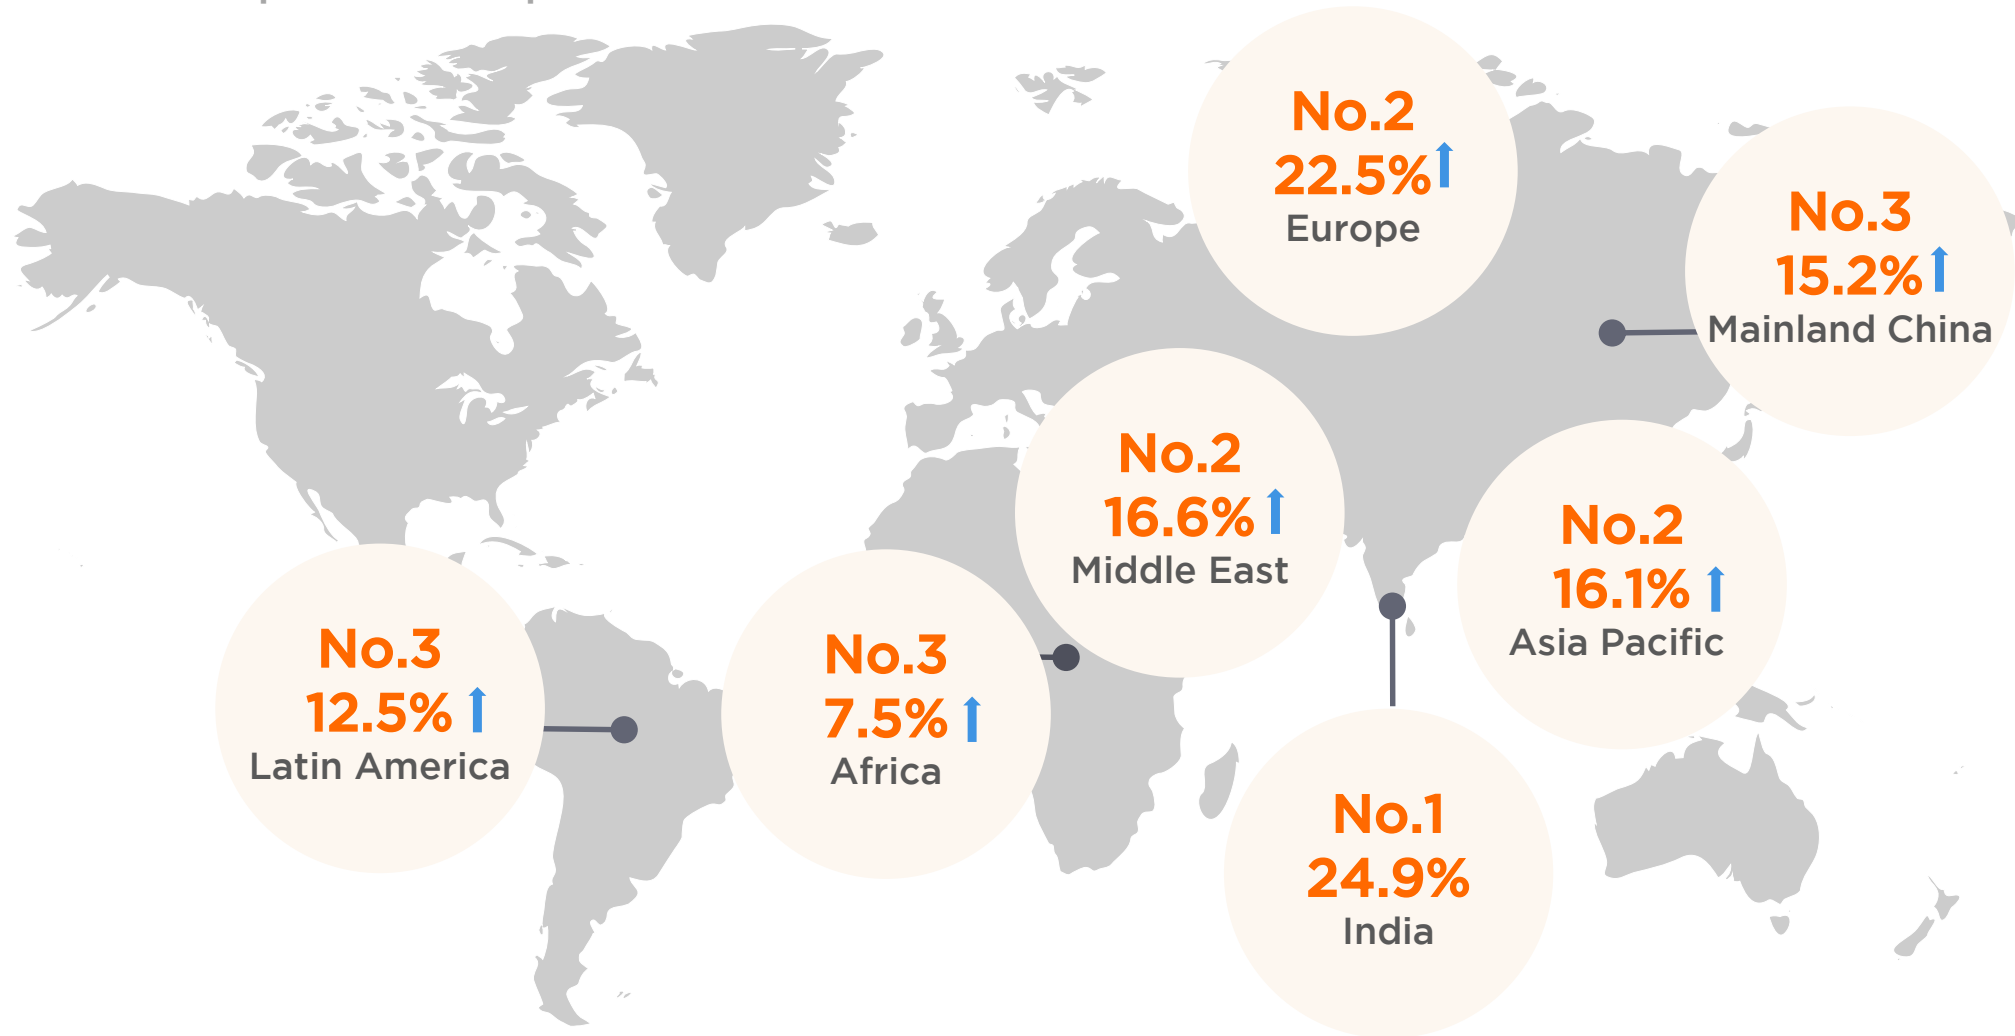 No.2
22.5%
Europe
No.3
15.2%
Mainland China
No.2
16.6%
Middle East
No.2
16.1%
Asia Pacific
No.3
12.5%
Latin America
No.3
7.5%
Africa
No.1
24.9%
India